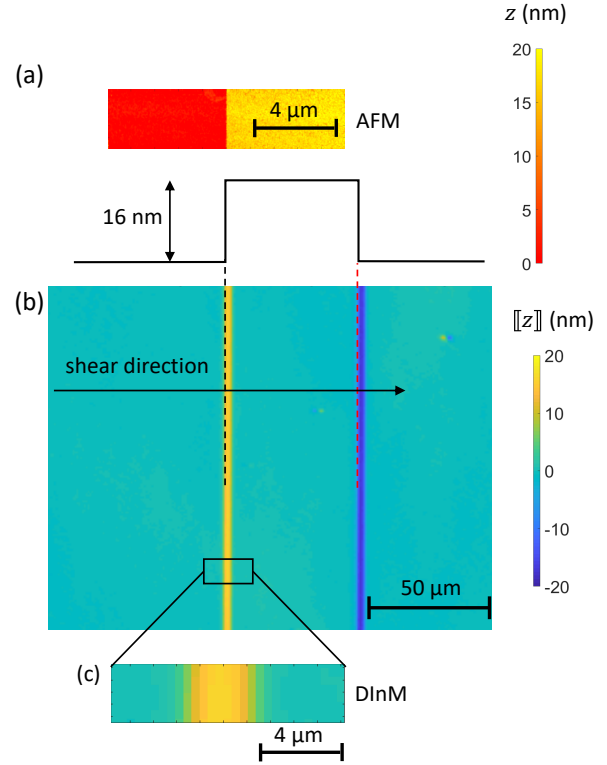 z (nm)
20
15
10
5
0
(a)
4 µm
AFM
16 nm
(b)
⟦z⟧ (nm)
20
10
0
-10
-20
shear direction
50 µm
(c)
DInM
4 µm